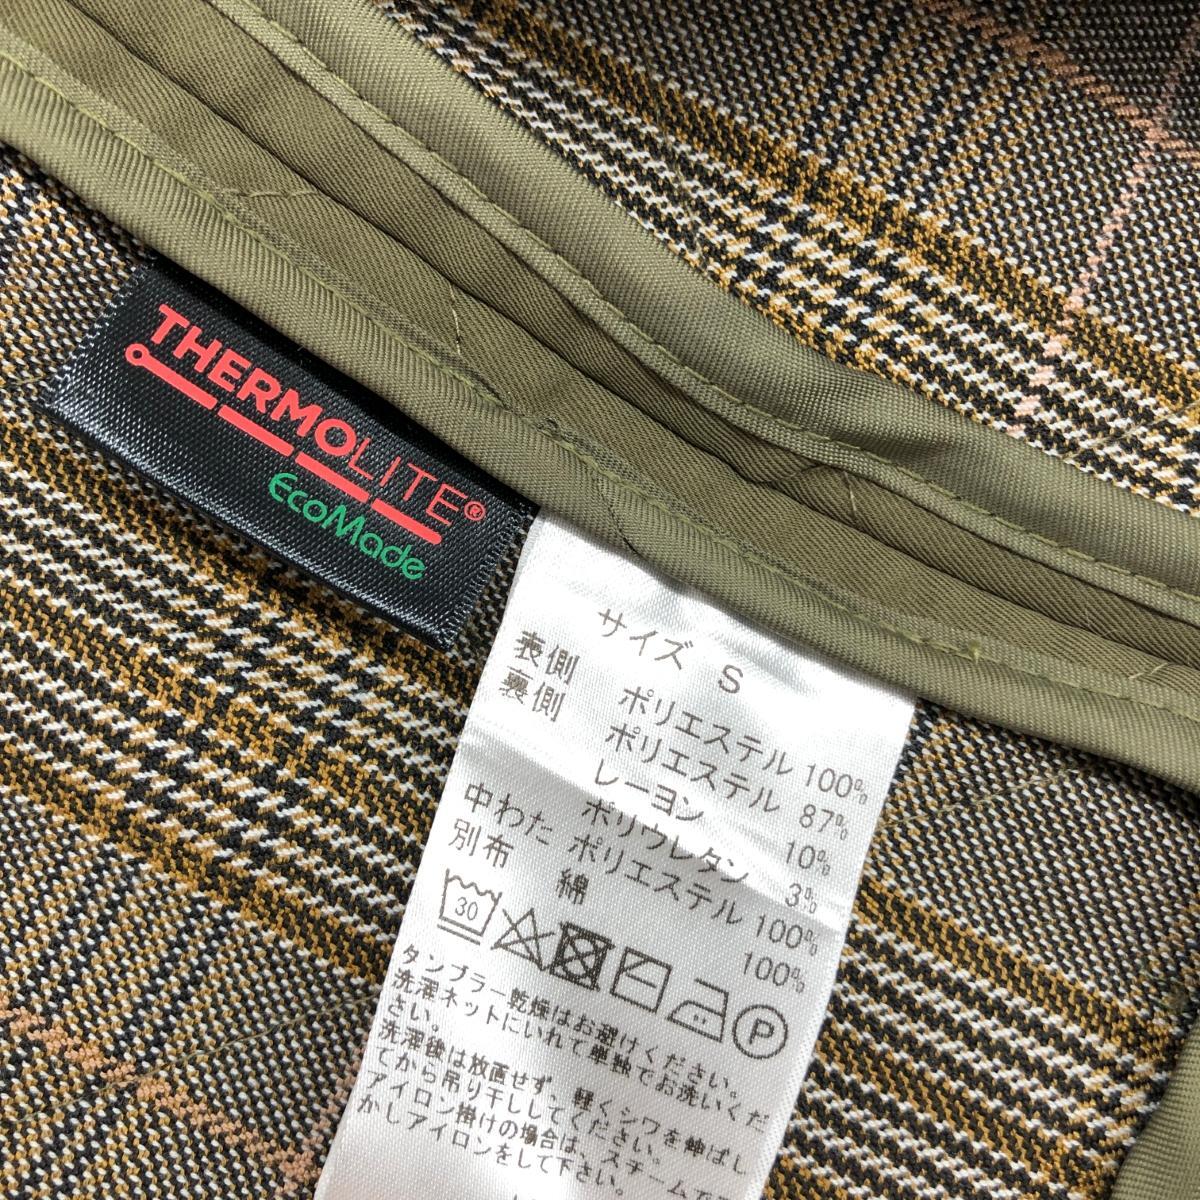 THERMOLITE®
EcoMade
サイズ S
表側 ポリエステル 100%
裏側 ポリエステル 87%
レーヨン 10%
ポリウレタン 3%
中わた ポリエステル 100%
別布 綿 100%
30 P
タンブラー乾燥はお避けください。
洗濯ネットにいれて単独でお洗いくだ
さい。
洗濯後は放置せず、軽くシワを伸ばし
てから吊り干ししてください。
アイロン掛けの場合は、スチームで
かしアイロンをして下さい。